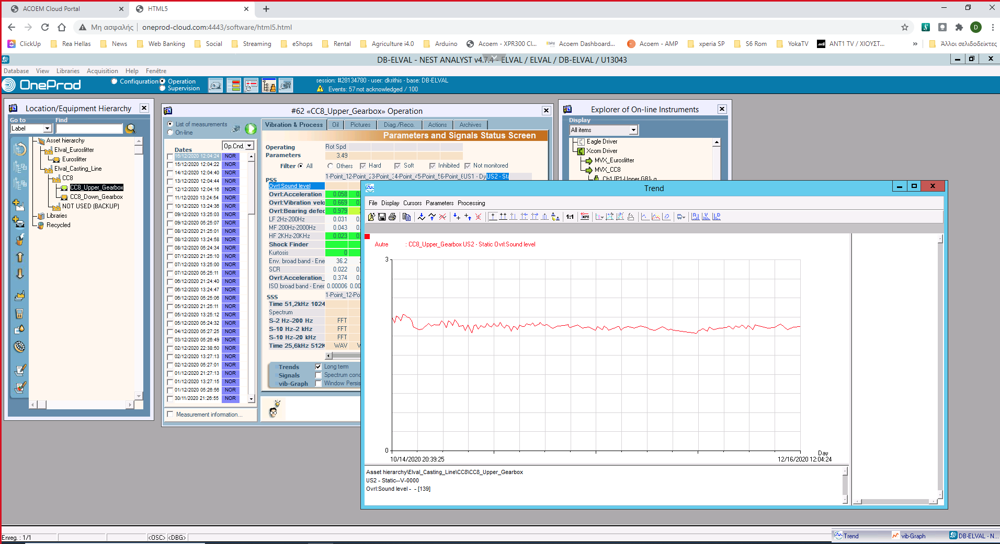 ACOEM Cloud Portal
HTML5
Μη ασφαλής
oneprod-cloud.com:4443/software/html5.html
D
ClickUp
Rea Hellas
News
Web Banking
Social
Streaming
eShops
Rental
Agriculture i4.0
Arduino
Acoem - XPR300 Cl...
Acoem Dashboard...
Acoem - AMP
xperia SP
S6 Rom
YokaTV
ANT1 TV / ΧΙΟΥΣΤ...
»
Άλλοι σελιδοδείκτες
DB-ELVAL - NEST ANALYST v4.7.4 - ELVAL / ELVAL / DB-ELVAL / U13043
Database View Libraries Acquisition Help Fenêtre
OneProd
Configuration
Operation
Supervision
session: #28134780 - user: dkrithis - base: DB-ELVAL
Events: 57 not acknowledged / 100
Location/Equipment Hierarchy
Go to
Find
Label
Asset hierarchy
Elval_Euroslitter
Euroslitter
Elval_Casting_Line
CC8
CC8_Upper_Gearbox
CC8_Down_Gearbox
NOT USED (BACKUP)
Libraries
Recycled
#62 «CC8_Upper_Gearbox» Operation
List of measurements
On-line
Dates
Op.Cnd.
16/12/2020 12:04:24 NOR
15/12/2020 12:04:22 NOR
14/12/2020 12:04:40 NOR
13/12/2020 12:04:44 NOR
12/12/2020 12:04:16 NOR
11/12/2020 13:24:54 NOR
10/12/2020 13:24:36 NOR
09/12/2020 13:25:03 NOR
09/12/2020 05:25:07 NOR
08/12/2020 21:25:01 NOR
08/12/2020 13:24:58 NOR
08/12/2020 05:24:34 NOR
07/12/2020 21:25:10 NOR
07/12/2020 13:25:00 NOR
07/12/2020 05:25:11 NOR
06/12/2020 21:24:40 NOR
06/12/2020 13:24:47 NOR
06/12/2020 05:25:06 NOR
05/12/2020 21:25:11 NOR
05/12/2020 13:25:12 NOR
05/12/2020 05:24:32 NOR
04/12/2020 05:27:25 NOR
03/12/2020 05:26:49 NOR
02/12/2020 22:38:50 NOR
02/12/2020 13:27:13 NOR
02/12/2020 05:27:01 NOR
01/12/2020 21:27:13 NOR
01/12/2020 13:27:15 NOR
01/12/2020 05:26:56 NOR
30/11/2020 21:26:55 NOR
Measurement information...
Vibration & Process
Oil
Pictures
Diag./Reco.
Actions
Archives
Parameters and Signals Status Screen
Operating
Parameters
Rot Spd
3.49
Filter
All
Others
Hard
Soft
Inhibited
Not monitored
PSS
1-Point_1 2-Point_2 3-Point_3 4-Point_4 5-Point_5 6-Point_6 US1 - Dy US2 - Sta
Ovrl:Sound level
Ovrl:Acceleration 0.058 0.
Ovrl:Vibration velo 0.669 0.
Ovrl:Bearing defec 0.979
LF 2Hz-200Hz 0.031 0.
MF 200Hz-2000Hz 0.043 0.
HF 2KHz-20KHz 0.023 0.
Shock Finder
Kurtosis 0
Env. broad band - Ene 36.2
SCR 0.022 0.
Ovrl:Acceleration_ 0.374 0.
ISO broad band - Ener 0.00006 0.00
SSS
1-Point_1 2-Po
Time 51,2kHz 1024
Spectrum
S-2 Hz-200 Hz FFT
S-10 Hz-2 kHz FFT
S-10 Hz-20 kHz FFT
Time 25,6kHz 512K WAV V
Trends
Long term
Signals
Spectrum conc
vib-Graph
Window Persis
Explorer of On-line Instruments
Display
All items
Eagle Driver
Xcom Driver
MVX_Euroslitter
MVX_CC8
Ch1 [P1-Upper GB]- g
Trend
File Display Cursors Parameters Processing
1:1
XPR
Autre : CC8_Upper_Gearbox US2 - Static Ovrl:Sound level
3
0
Day
10/14/2020 20:39:25
12/16/2020 12:04:24
Asset hierarchy\Elval_Casting_Line\CC8\CC8_Upper_Gearbox
US2 - Static--V-0000
Ovrl:Sound level - - [139]
Enreg. : 1/1
<OSC> <DBG>
Trend
vib-Graph
DB-ELVAL - N...